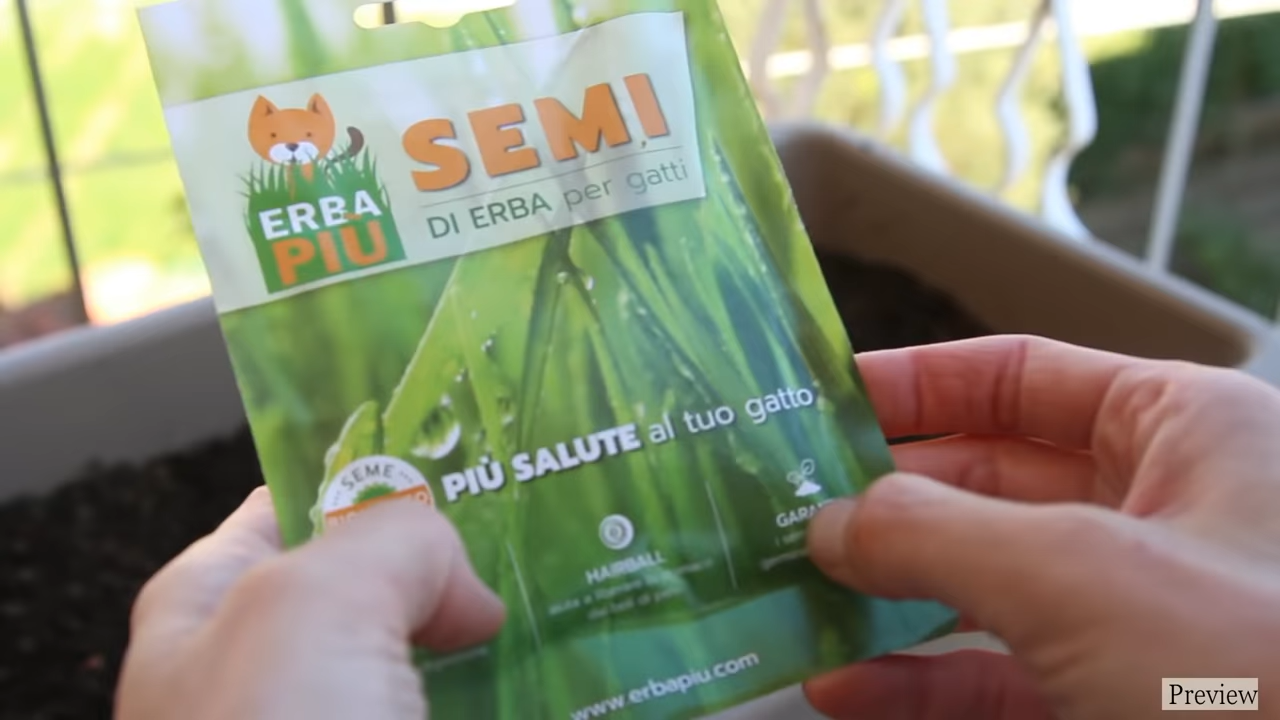 SEMI
DI ERBA per gatti
ERBA
PIÙ
PIÙ SALUTE al tuo gatto
SEME
HAIRBALL
www.erbapiu.com
Preview